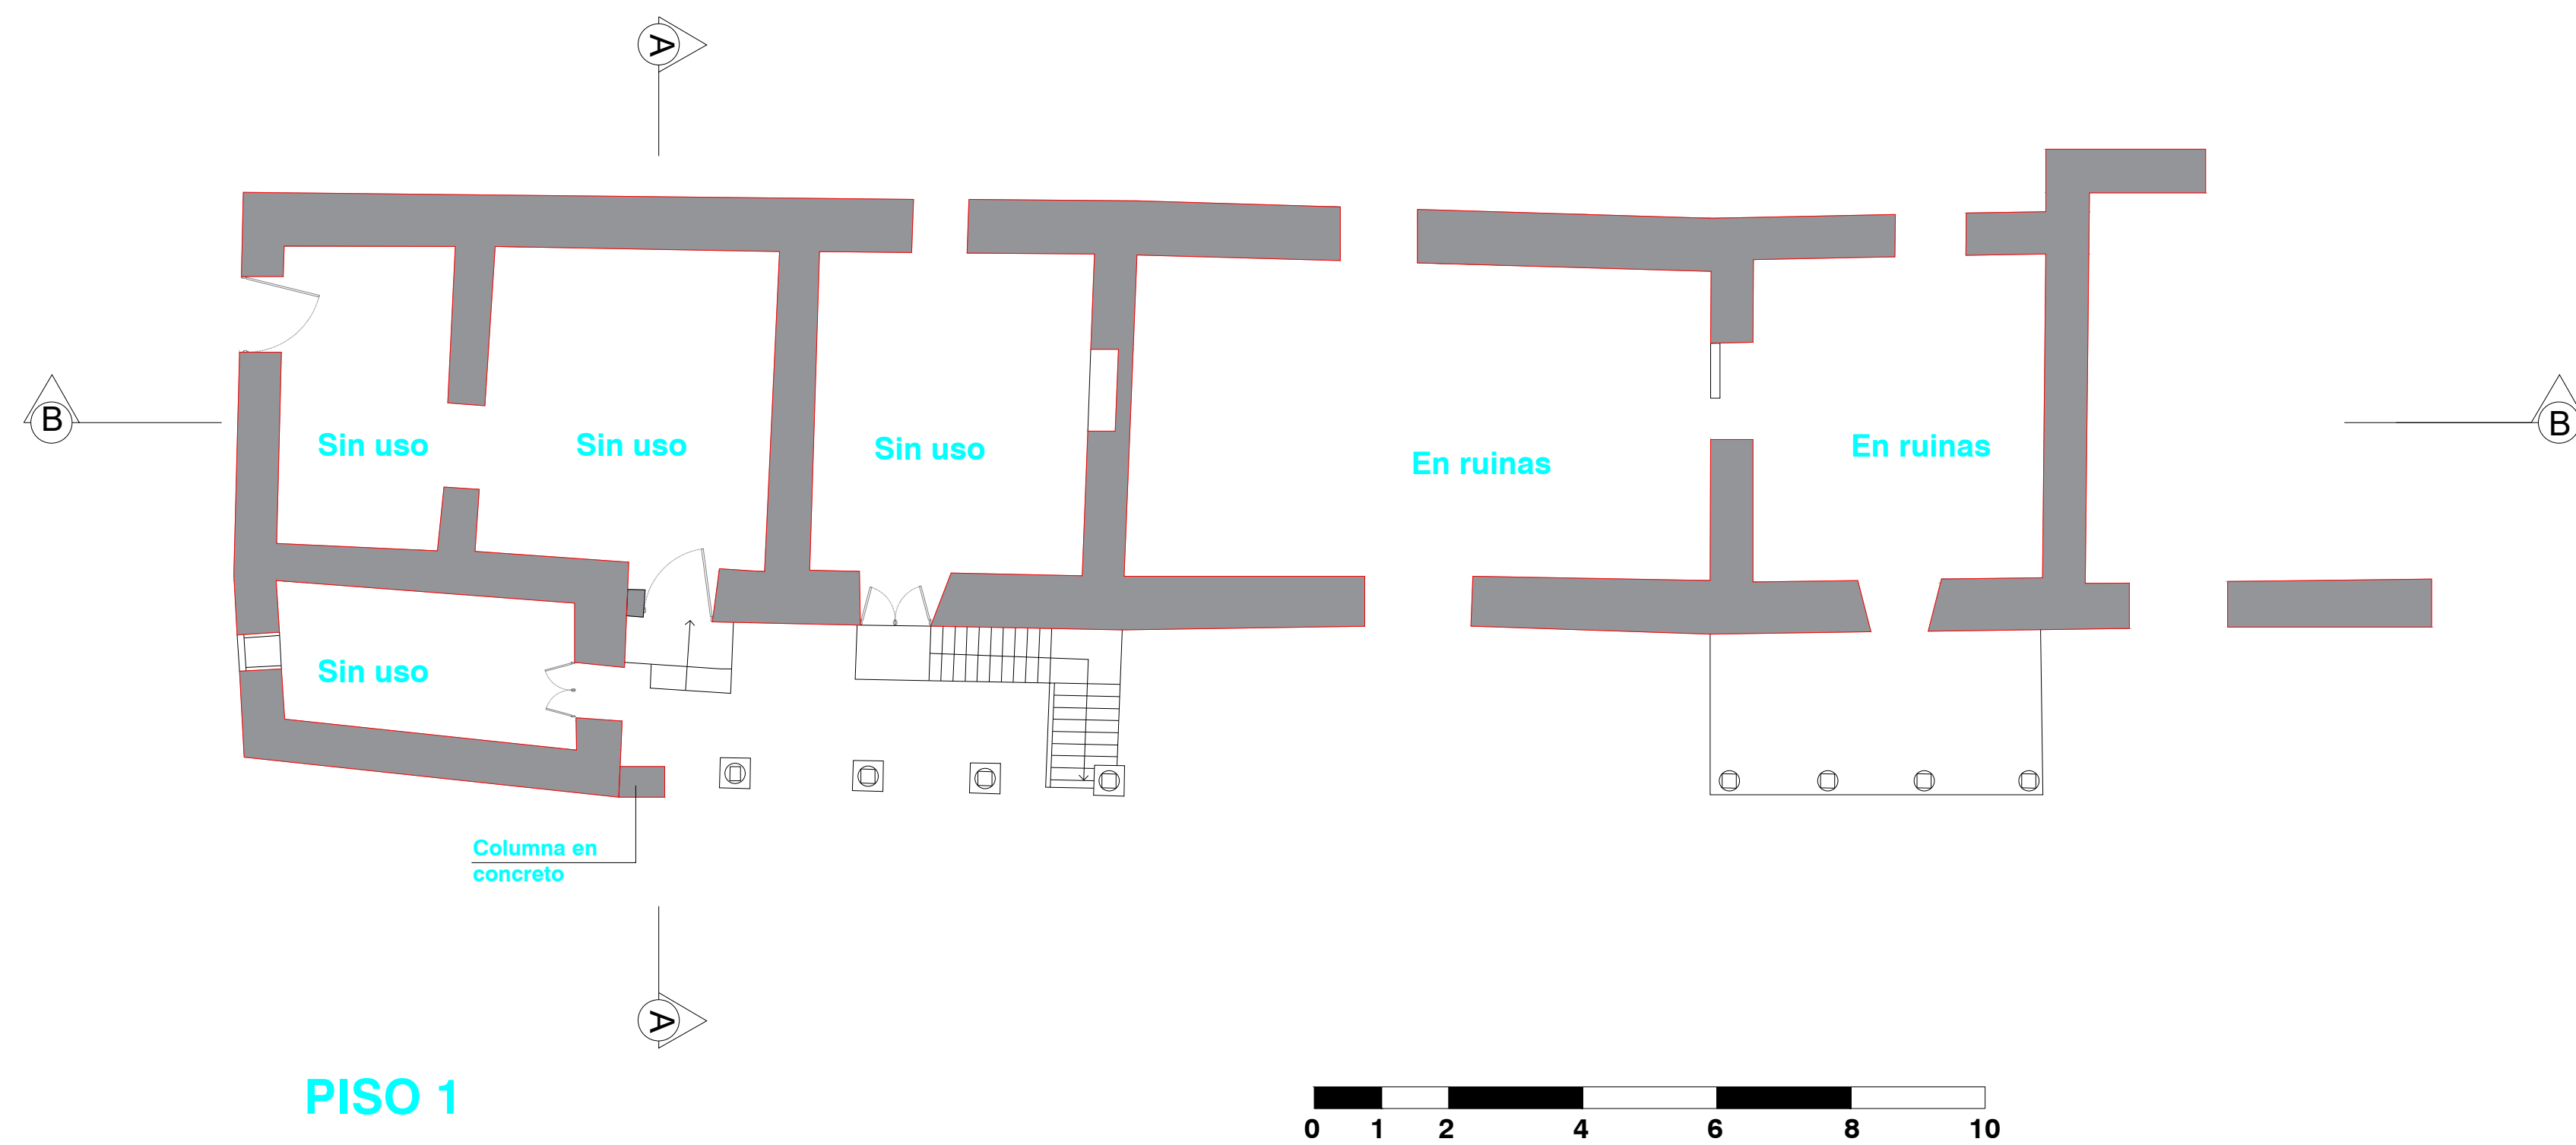 A
B
B
Sin uso
Sin uso
Sin uso
En ruinas
En ruinas
Sin uso
Columna en
concreto
A
PISO 1
0 1 2 4 6 8 10